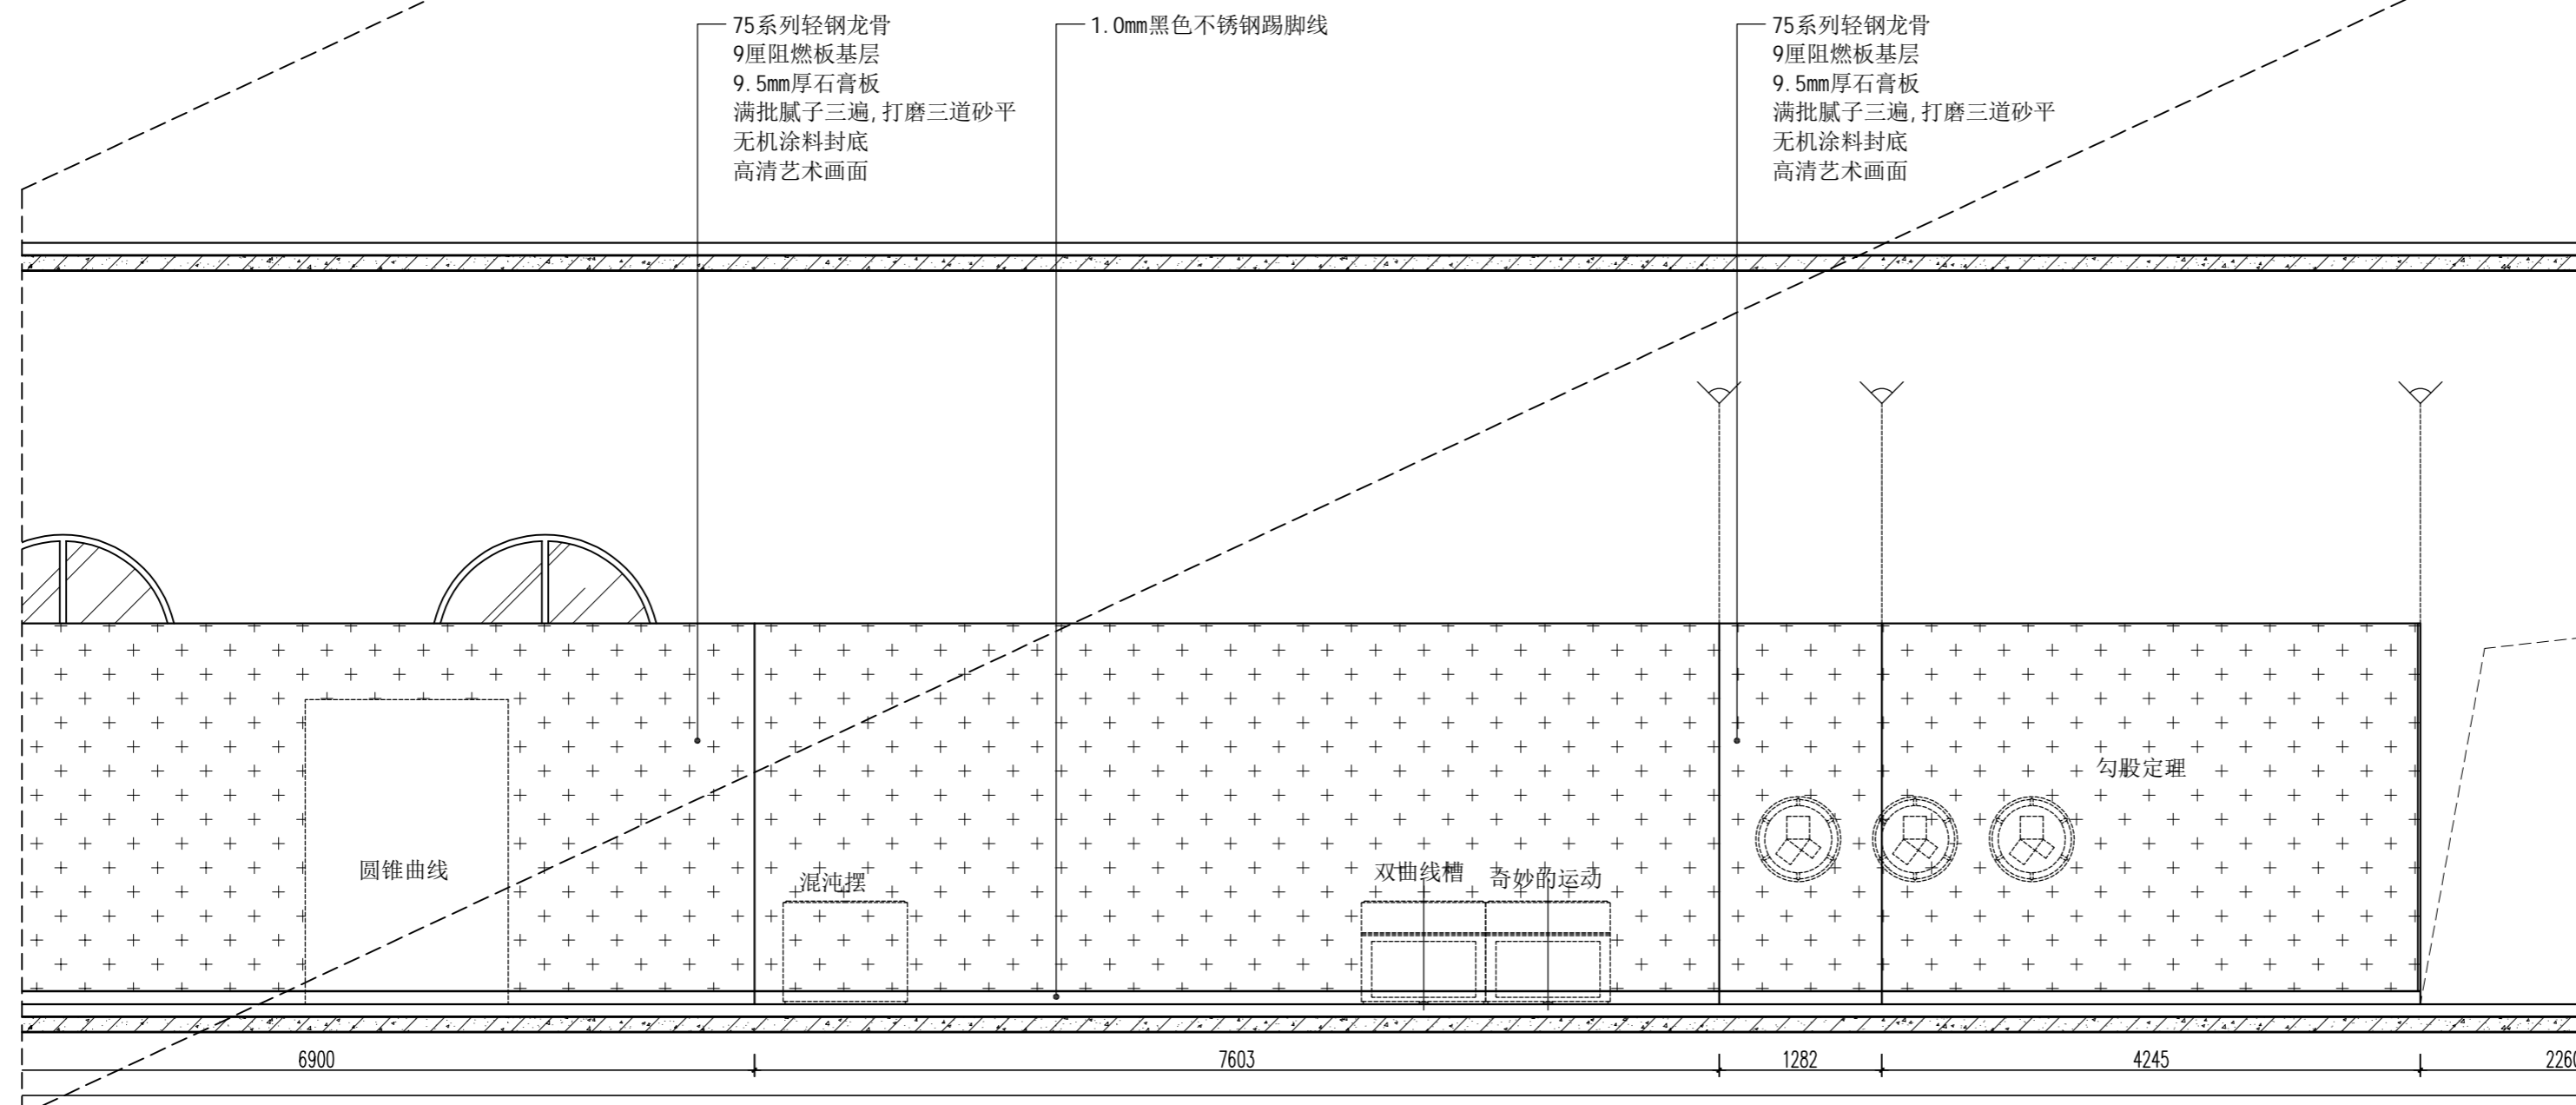 75系列轻钢龙骨
9厘阻燃板基层
9.5mm厚石膏板
满批腻子三遍,打磨三道砂平
无机涂料封底
高清艺术画面
1.0mm黑色不锈钢踢脚线
75系列轻钢龙骨
9厘阻燃板基层
9.5mm厚石膏板
满批腻子三遍,打磨三道砂平
无机涂料封底
高清艺术画面
勾股定理
圆锥曲线
混沌摆
双曲线槽
奇妙的运动
6900
7603
1282
4245